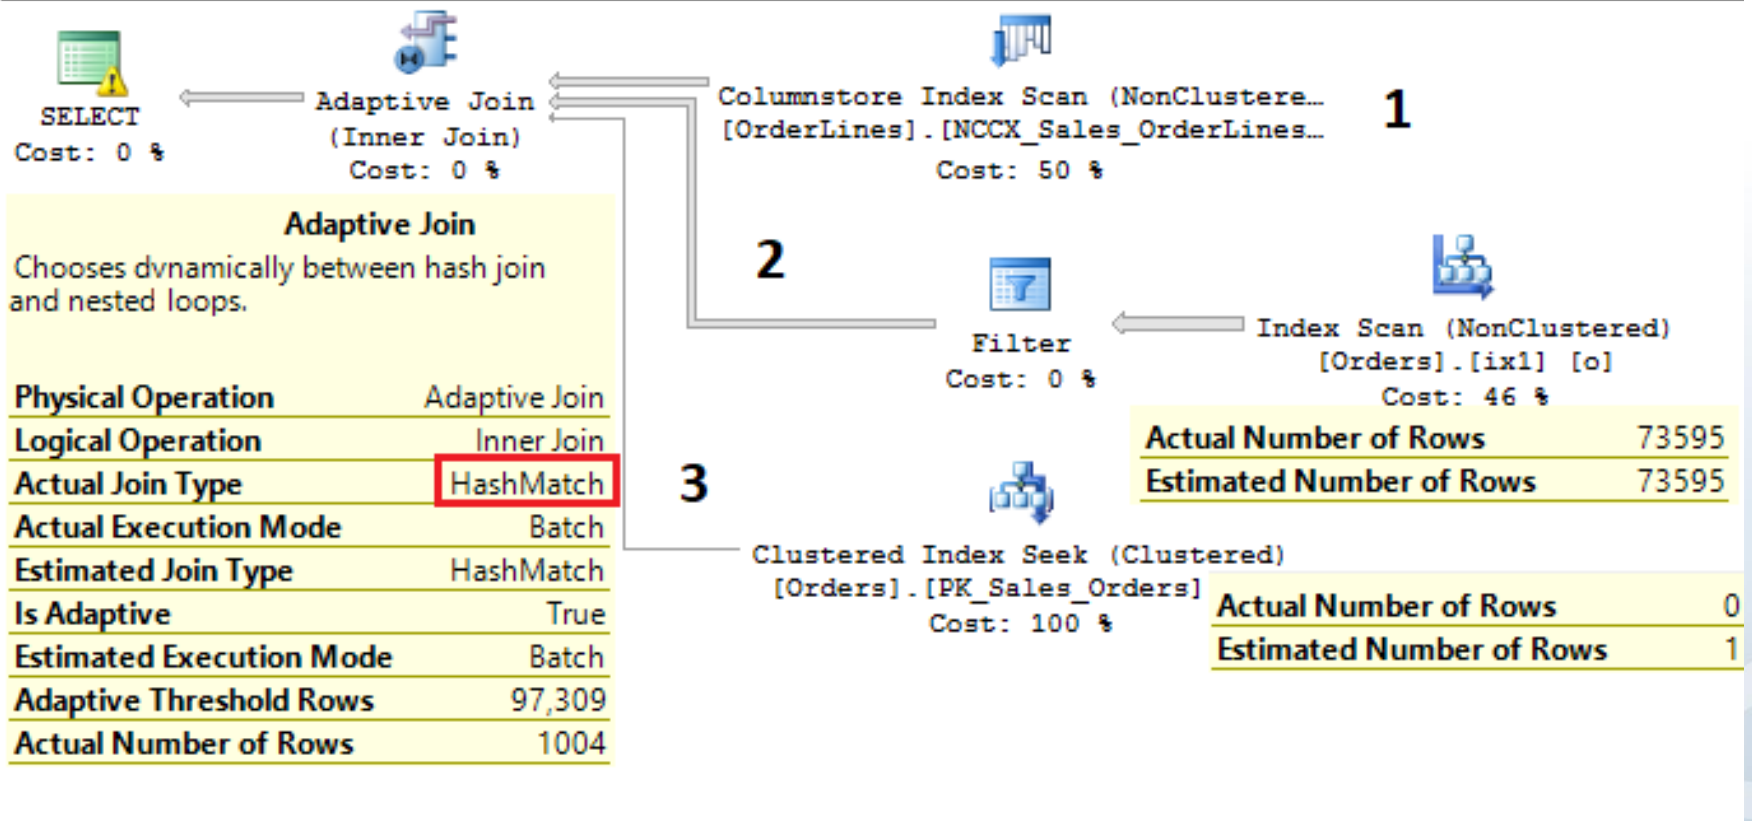 SELECT
Cost: 0 %
Adaptive Join
(Inner Join)
Cost: 0 %
Columnstore Index Scan (NonClustere…
[OrderLines].[NCCX_Sales_OrderLines…
Cost: 50 %
1
Adaptive Join
Chooses dynamically between hash join
and nested loops.
Physical Operation Adaptive Join
Logical Operation Inner Join
Actual Join Type HashMatch
Actual Execution Mode Batch
Estimated Join Type HashMatch
Is Adaptive True
Estimated Execution Mode Batch
Adaptive Threshold Rows 97,309
Actual Number of Rows 1004
2
Filter
Cost: 0 %
Index Scan (NonClustered)
[Orders].[ix1] [o]
Cost: 46 %
Actual Number of Rows 73595
Estimated Number of Rows 73595
3
Clustered Index Seek (Clustered)
[Orders].[PK_Sales_Orders]
Cost: 100 %
Actual Number of Rows 0
Estimated Number of Rows 1